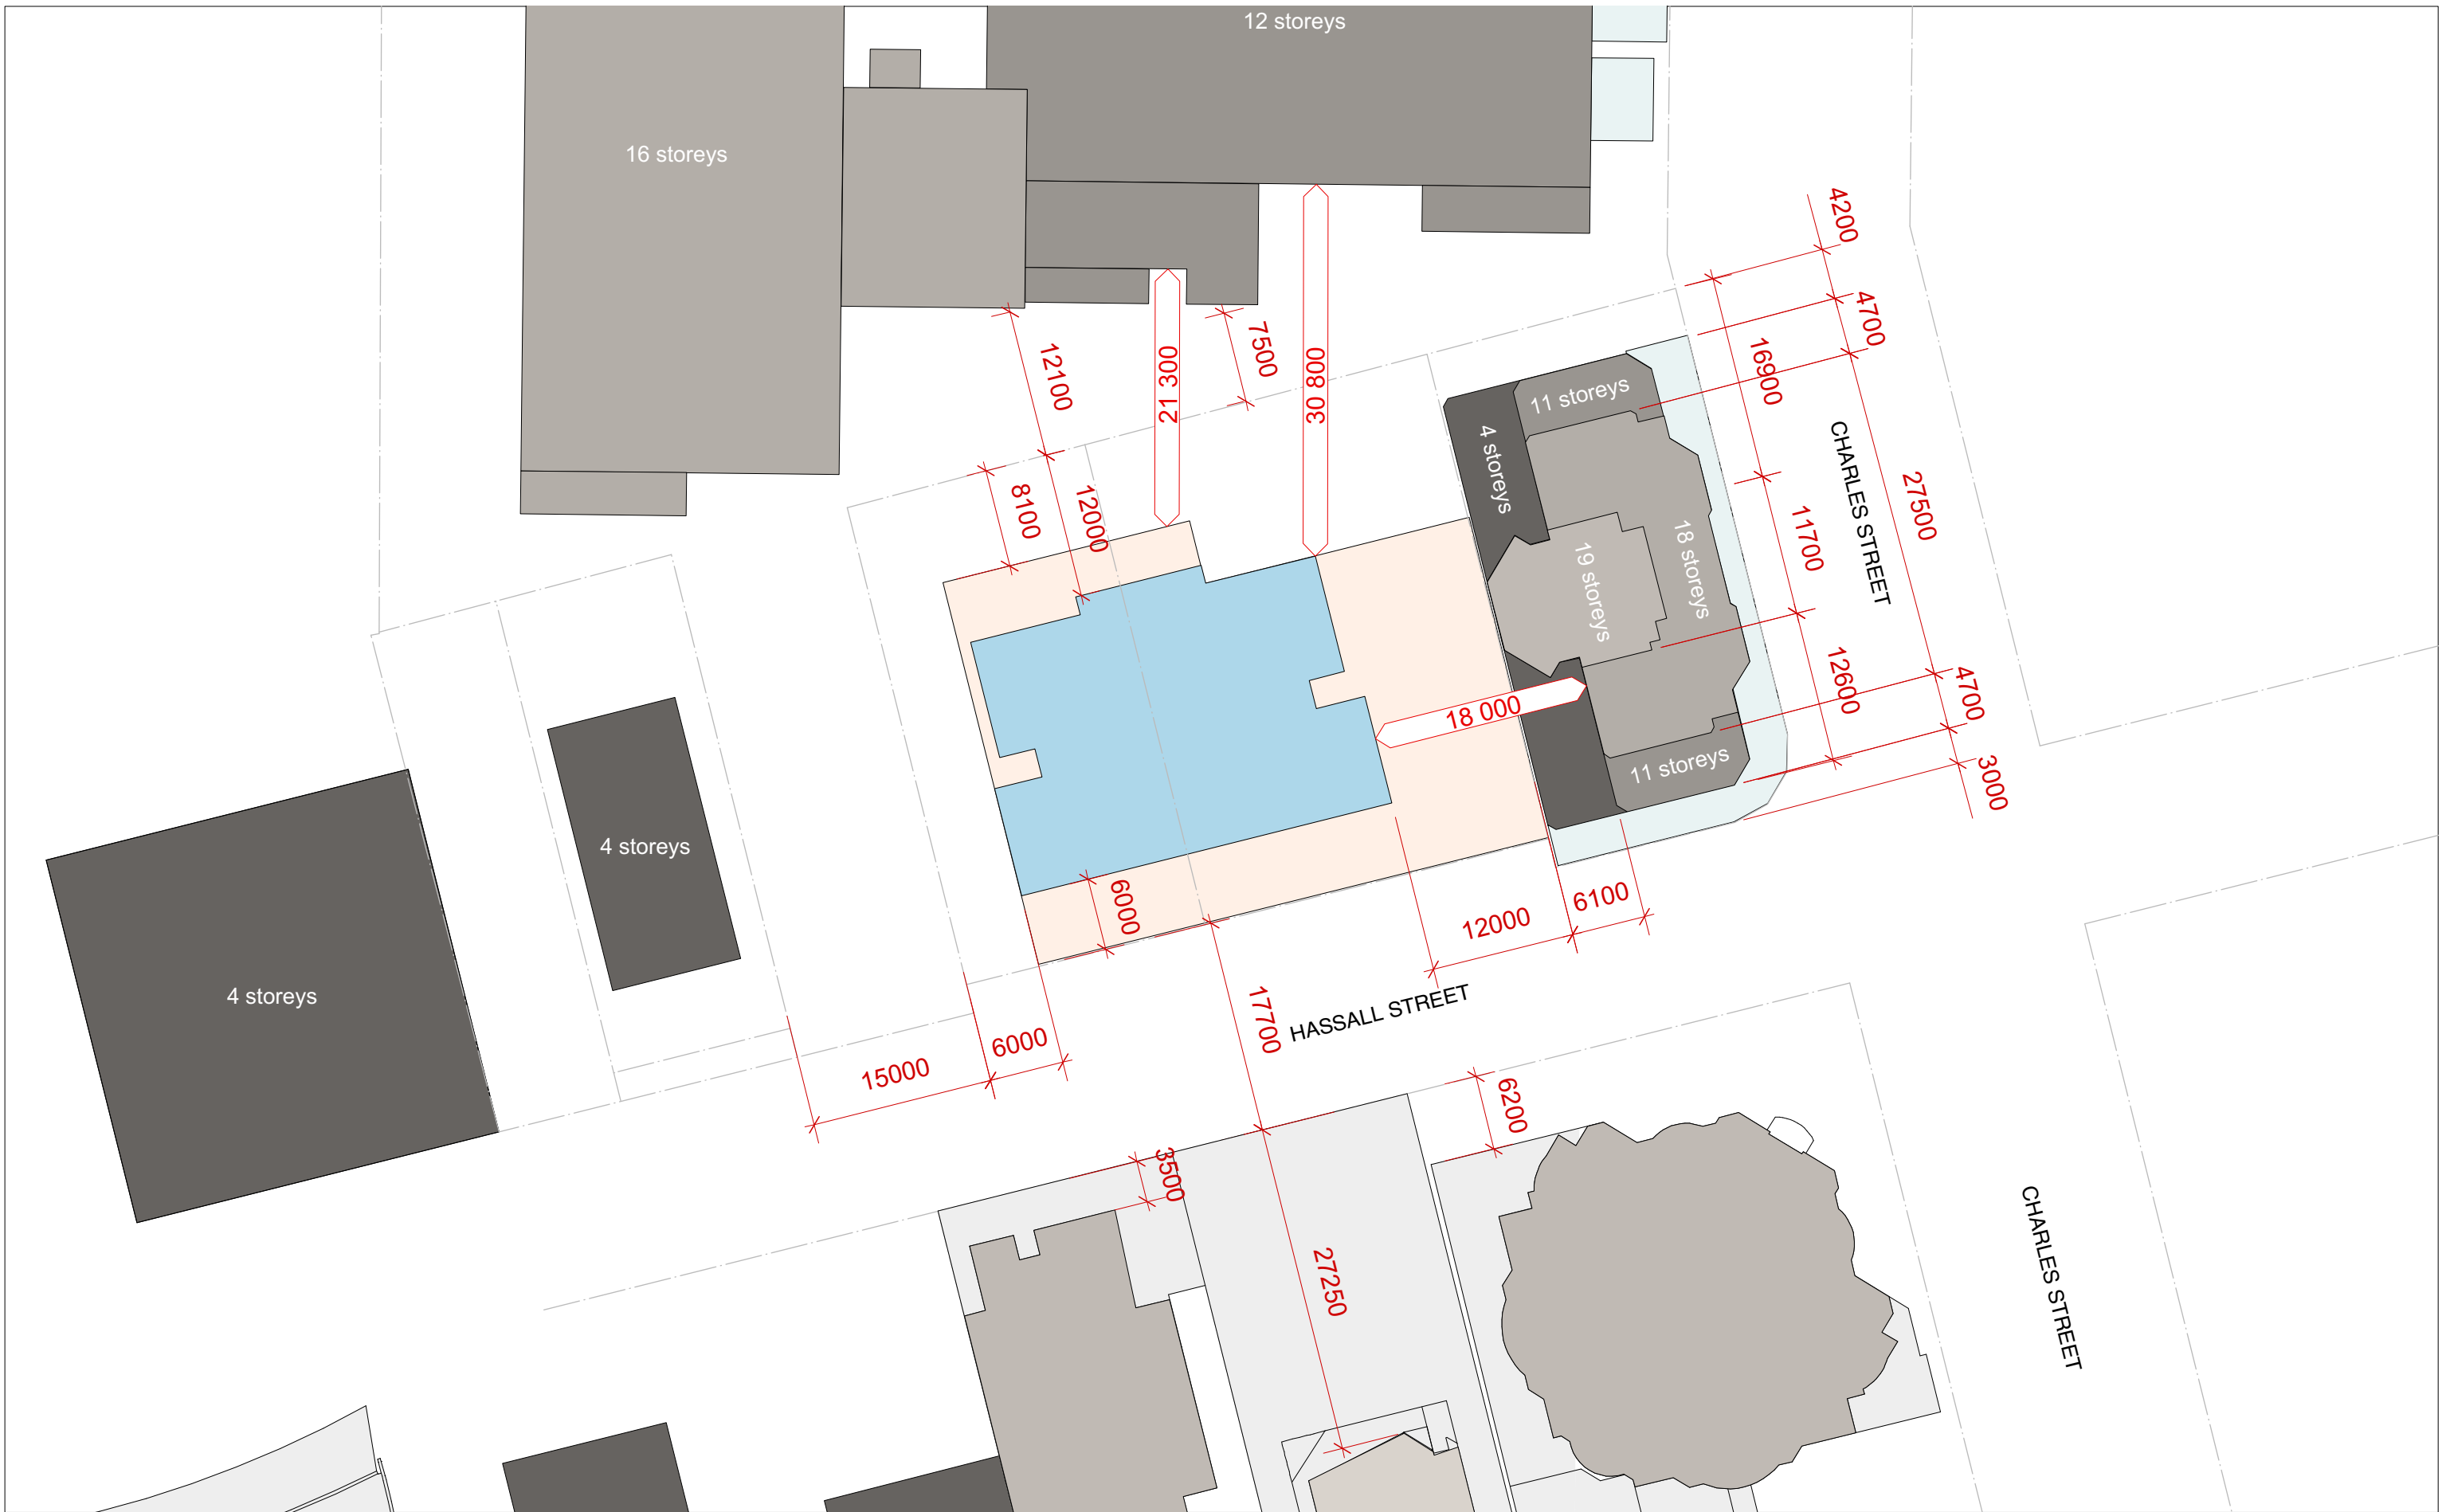 12 storeys
16 storeys
4200
4700
16900
7500
12100
21 300
30 800
11 storeys
4 storeys
CHARLES STREET
27500
8100
12000
11700
18 storeys
19 storeys
12600
4700
18 000
11 storeys
3000
4 storeys
6000
12000
6100
4 storeys
17700
HASSALL STREET
6000
15000
6200
3500
27250
CHARLES STREET